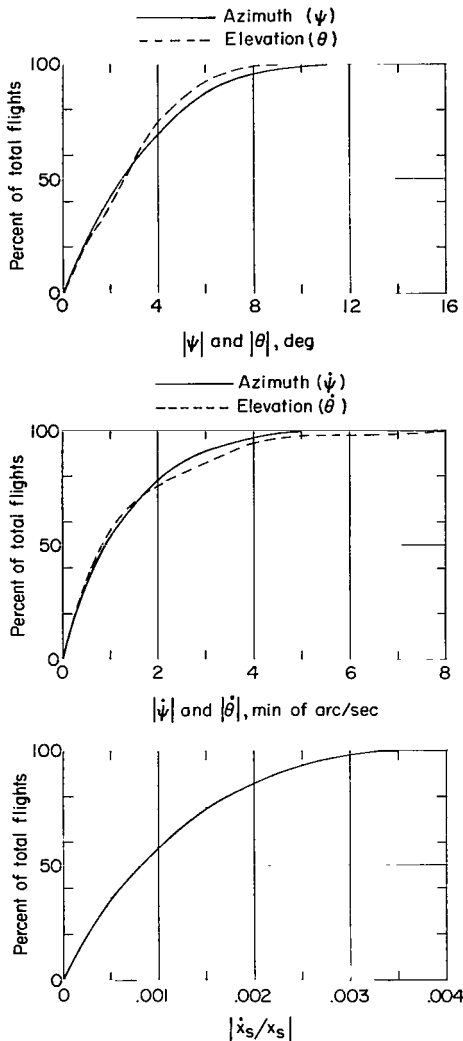 Azimuth (ψ)
Elevation (θ)
Percent of total flights
100
50
0
0 4 8 12 16
|ψ| and |θ|, deg
Azimuth (ψ̇)
Elevation (θ̇)
Percent of total flights
100
50
0
0 2 4 6 8
|ψ̇| and |θ̇|, min of arc/sec
Percent of total flights
100
50
0
0 .001 .002 .003 .004
|ẋs/xs|